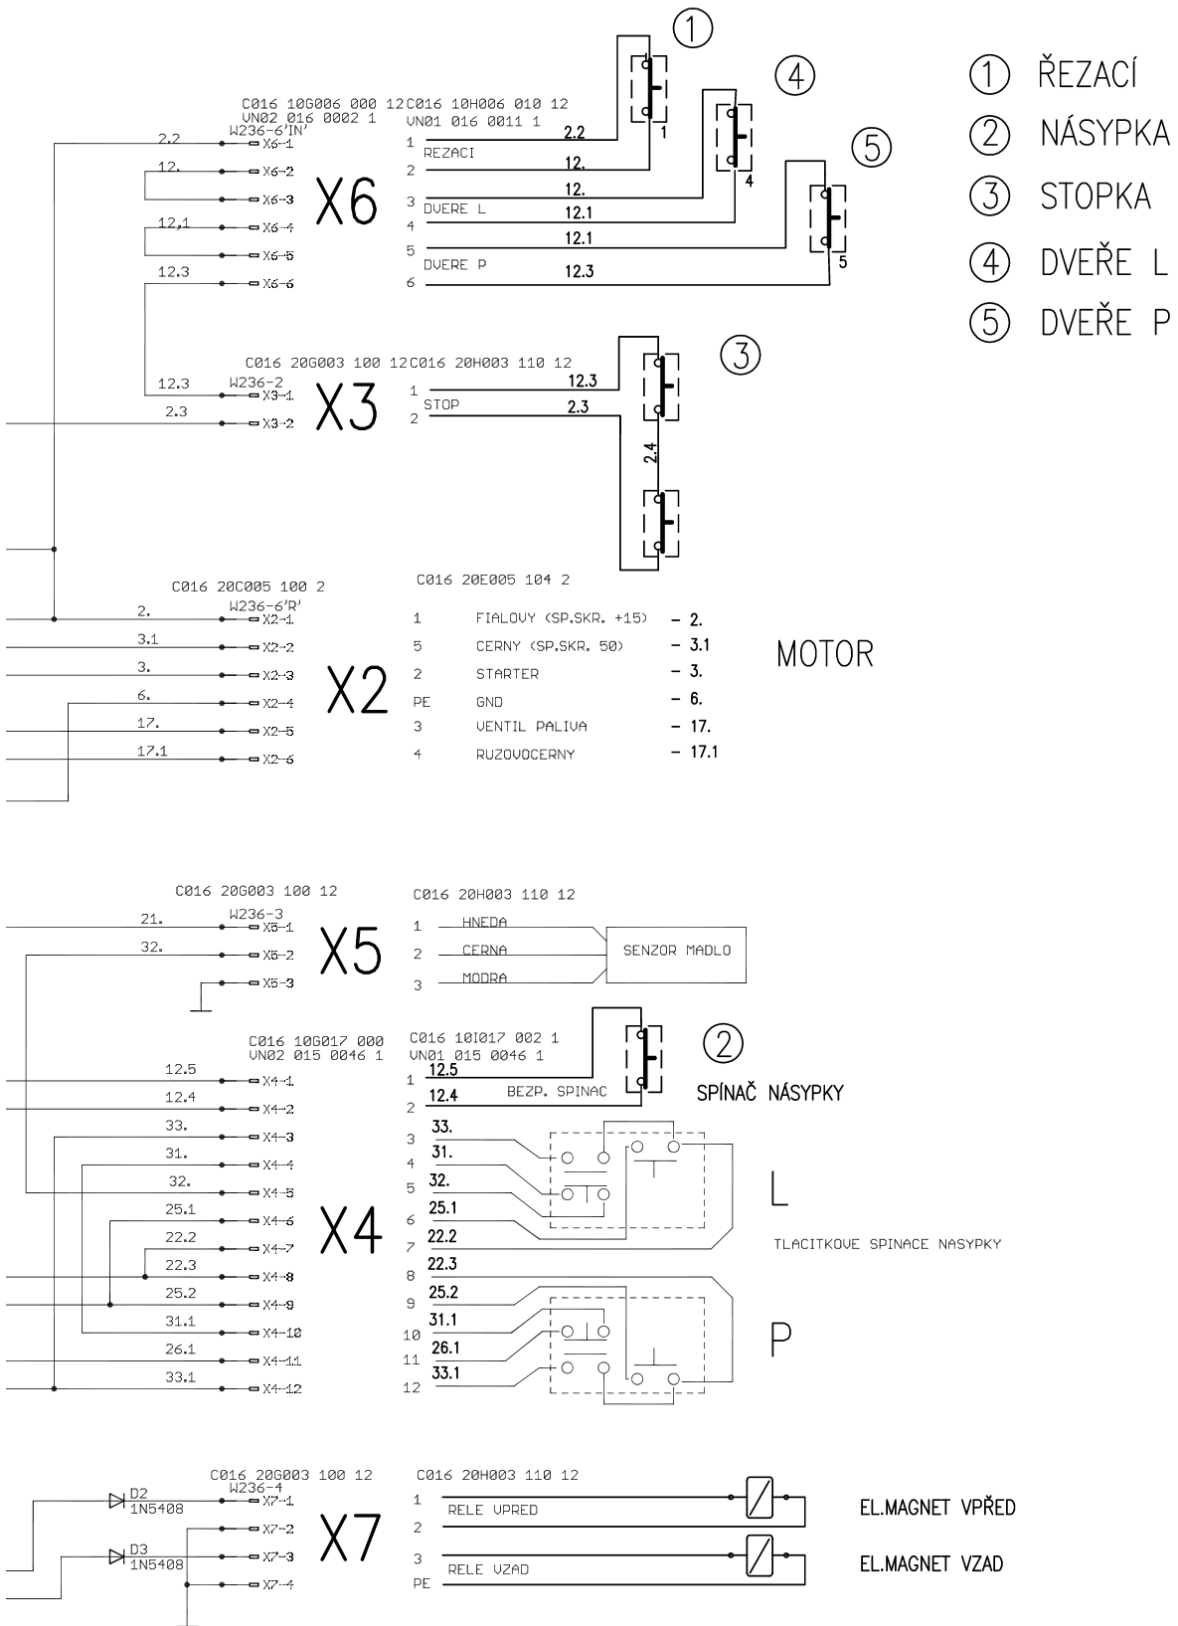 1
1 ŘEZACÍ
4
C016 10G006 000 12 C016 10H006 010 12
VN02 016 0002 1 VN01 016 0011 1
W236-6'IN'
2 NÁSYPKA
2.2 X6-1 1 2.2 1
REZACI
5
12. X6-2 2 12.
X6 4
3 STOPKA
X6-3 3 12.
DVERE L
12,1 X6-4 4 12.1
X6-5 5 12.1
DVERE P 5
4 DVEŘE L
12.3 X6-6 6 12.3
5 DVEŘE P
3
C016 20G003 100 12 C016 20H003 110 12
W236-2
12.3 X3-1 X3 1 12.3
STOP
2.3 X3-2 2 2.3
2.4
C016 20C005 100 2 C016 20E005 104 2
W236-6'R'
2. X2-1 1 FIALOVY (SP.SKR. +15) - 2.
3.1 X2-2 5 CERNY (SP.SKR. 50) - 3.1
MOTOR
3. X2-3 X2 2 STARTER - 3.
6. X2-4 PE GND - 6.
17. X2-5 3 VENTIL PALIVA - 17.
17.1 X2-6 4 RUZOVOCERNY - 17.1
C016 20G003 100 12 C016 20H003 110 12
W236-3
21. X5-1 1 HNEDA
32. X5-2 X5 2 CERNA SENZOR MADLO
X5-3 3 MODRA
C016 10G017 000 C016 10I017 002 1
VN02 015 0046 1 VN01 015 0046 1
2
12.5 X4-1 1 12.5
BEZP. SPINAC SPÍNAČ NÁSYPKY
12.4 X4-2 2 12.4
33. X4-3 3 33.
31. X4-4 4 31.
32. X4-5 5 32.
L
25.1 X4-6 6 25.1
X4
22.2 X4-7 7 22.2
TLACITKOVE SPINACE NASYPKY
22.3 X4-8 8 22.3
25.2 X4-9 9 25.2
31.1 X4-10 10 31.1
P
26.1 X4-11 11 26.1
33.1 X4-12 12 33.1
C016 20G003 100 12 C016 20H003 110 12
W236-4
D2
1N5408
X7-1 1
RELE VPRED EL.MAGNET VPŘED
X7-2 2
X7
D3
1N5408
X7-3 3
RELE VZAD EL.MAGNET VZAD
X7-4 PE